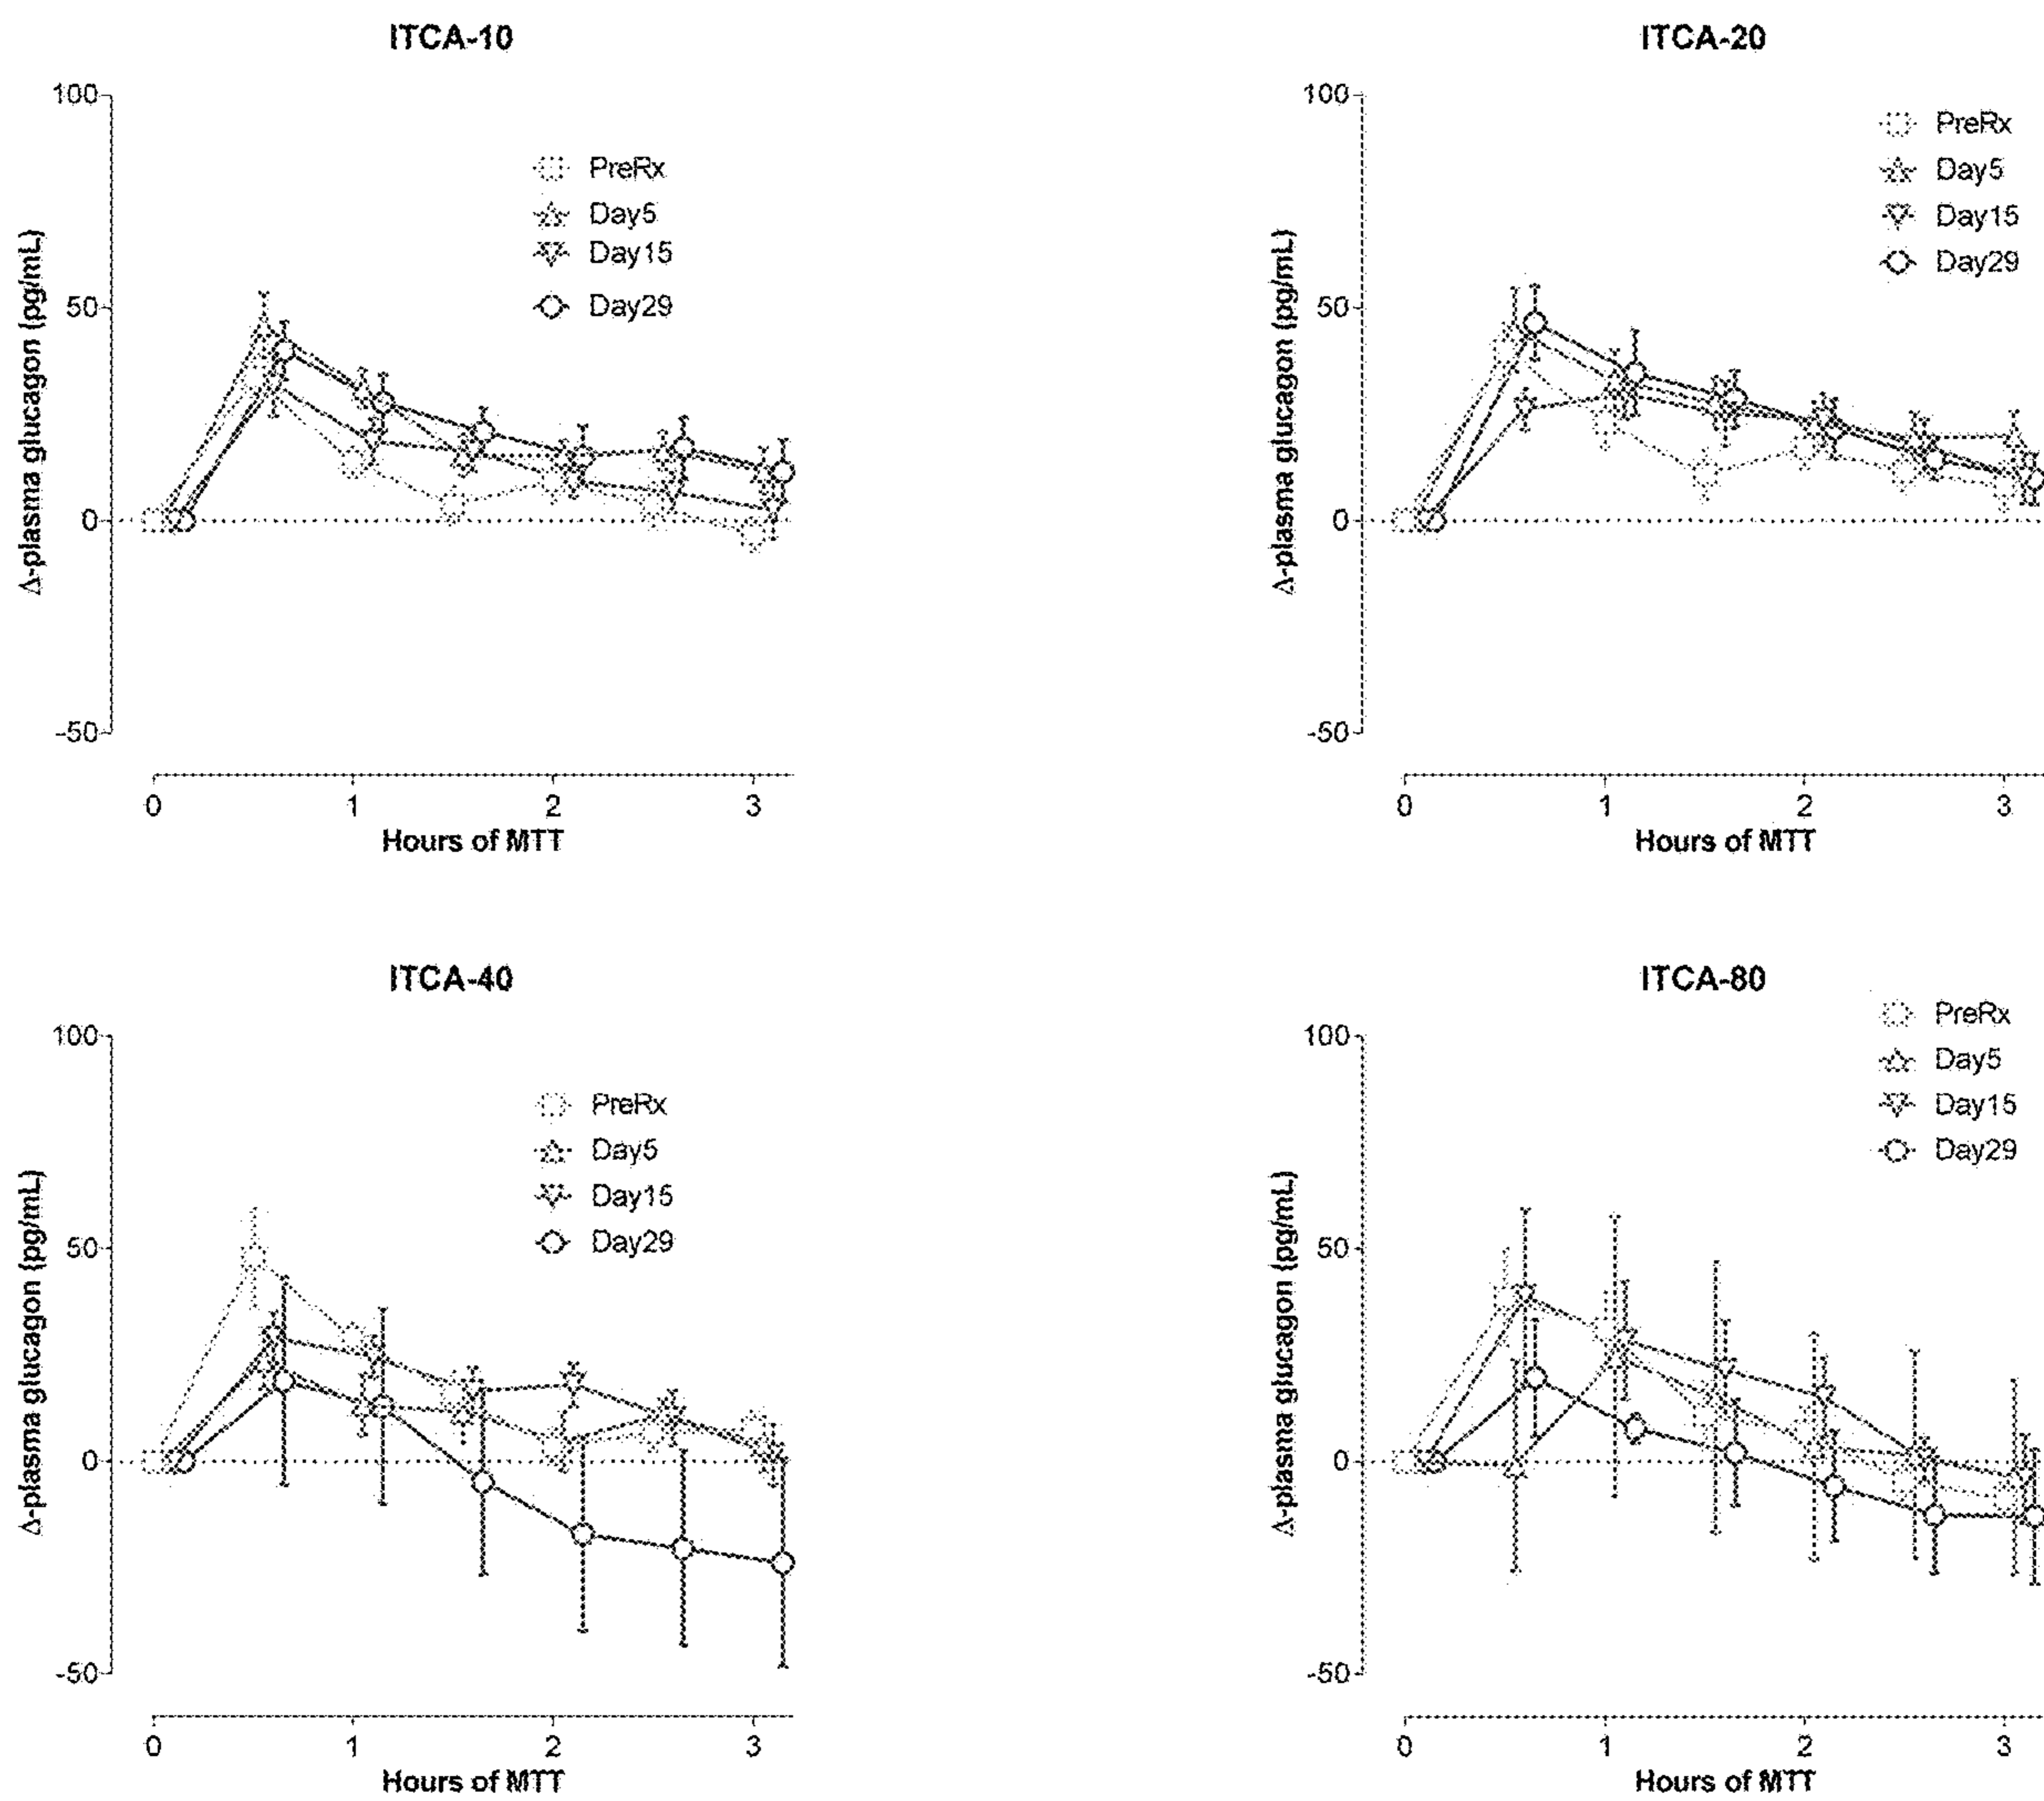 ITCA-10
100
50
0
-50
Δ-plasma glucagon (pg/mL)
PreRx
Day5
Day15
Day29
0 1 2 3
Hours of MTT
ITCA-20
100
50
0
-50
Δ-plasma glucagon (pg/mL)
PreRx
Day5
Day15
Day29
0 1 2 3
Hours of MTT
ITCA-40
100
50
0
-50
Δ-plasma glucagon (pg/mL)
PreRx
Day5
Day15
Day29
0 1 2 3
Hours of MTT
ITCA-80
100
50
0
-50
Δ-plasma glucagon (pg/mL)
PreRx
Day5
Day15
Day29
0 1 2 3
Hours of MTT